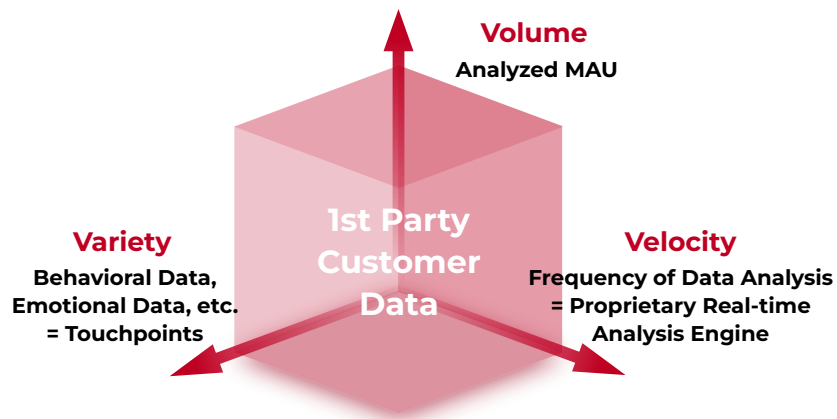 Volume
Analyzed MAU
1st Party
Customer
Data
Variety
Behavioral Data,
Emotional Data, etc.
= Touchpoints
Velocity
Frequency of Data Analysis
= Proprietary Real-time
Analysis Engine